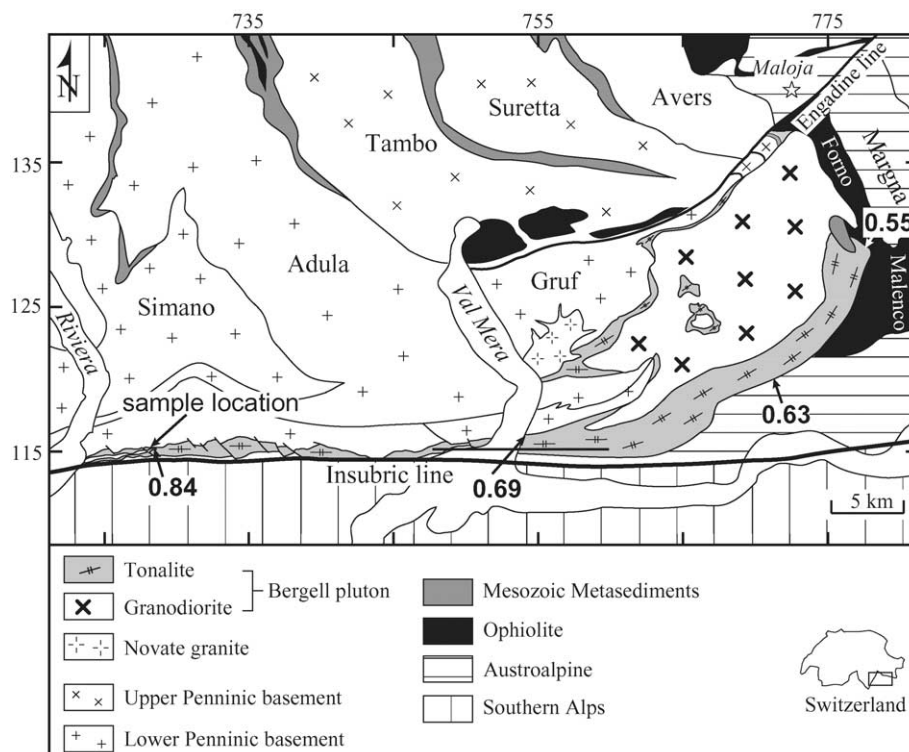 735 755 775
N
Maloja
Engadine line
Avers
Suretta
Tambo
135
Forno
Margna
0.55
Adula
Gruf
Malenco
125
Simano
Val Mera
Riviera
sample location
0.63
115
Insubric line
0.84
0.69
5 km
Tonalite
Granodiorite
Bergell pluton
Novate granite
Upper Penninic basement
Lower Penninic basement
Mesozoic Metasediments
Ophiolite
Austroalpine
Southern Alps
Switzerland